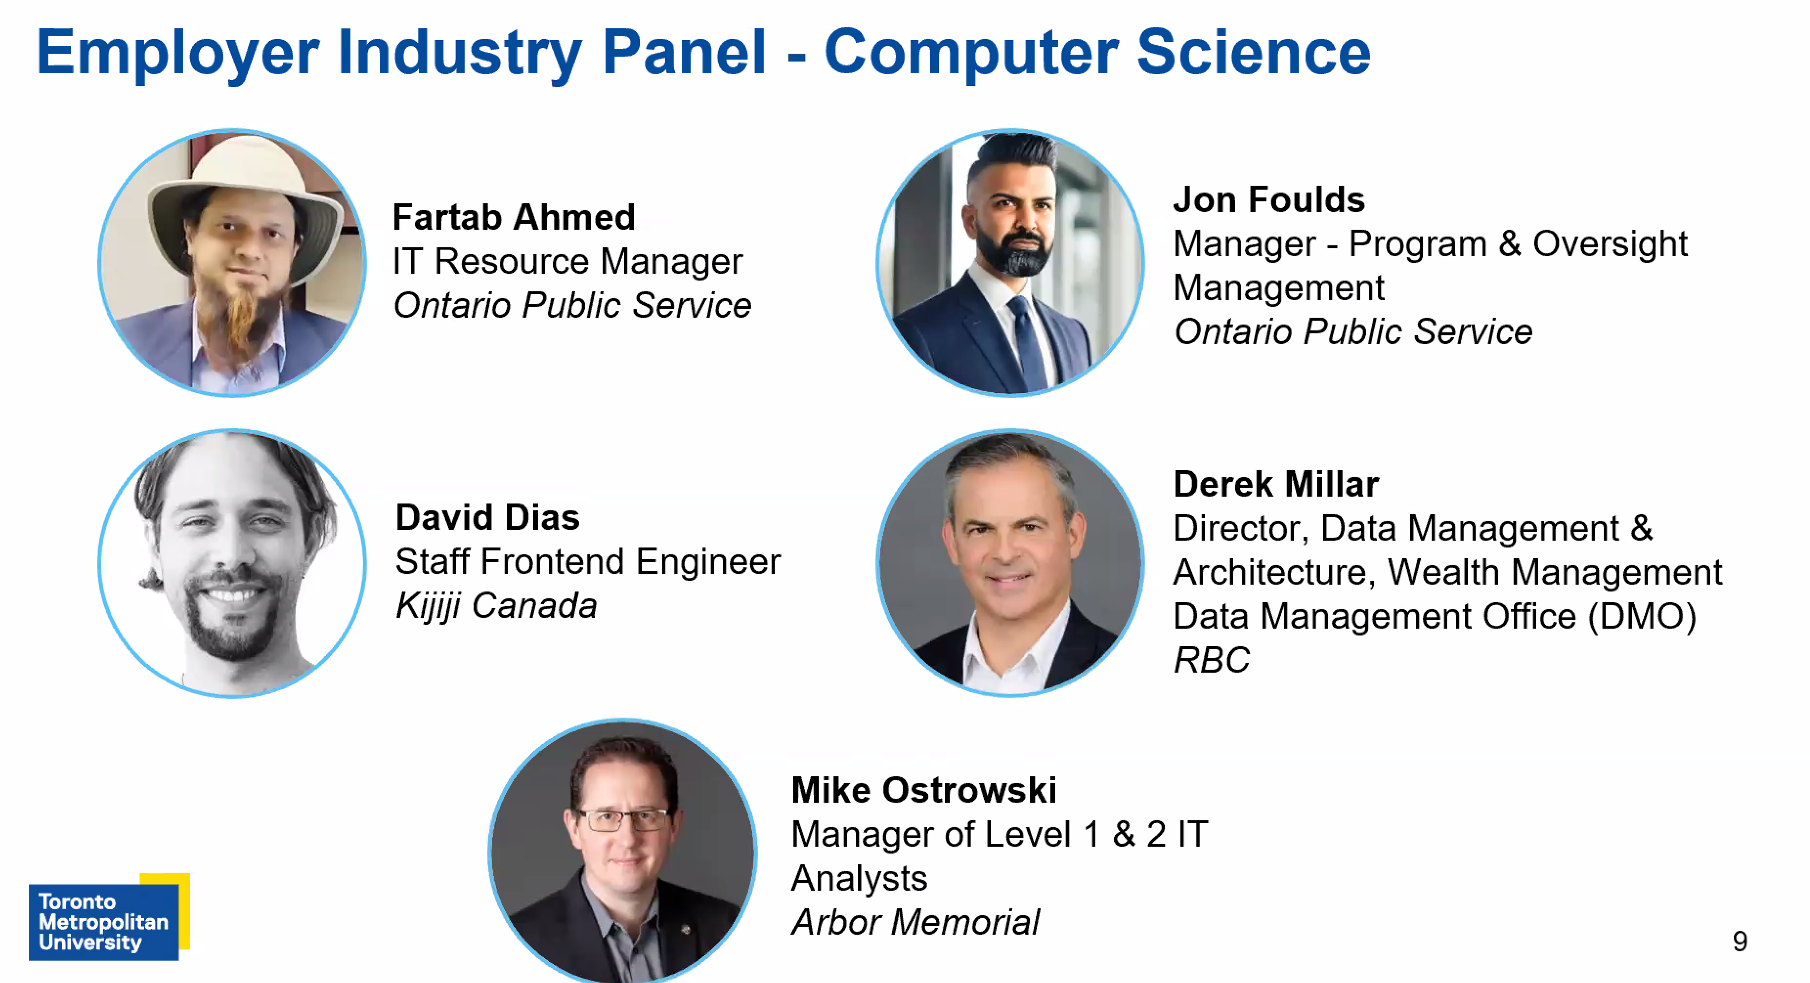 Employer Industry Panel - Computer Science
Fartab Ahmed
IT Resource Manager
Ontario Public Service
Jon Foulds
Manager - Program & Oversight
Management
Ontario Public Service
David Dias
Staff Frontend Engineer
Kijiji Canada
Derek Millar
Director, Data Management &
Architecture, Wealth Management
Data Management Office (DMO)
RBC
Mike Ostrowski
Manager of Level 1 & 2 IT
Analysts
Arbor Memorial
Toronto
Metropolitan
University
9